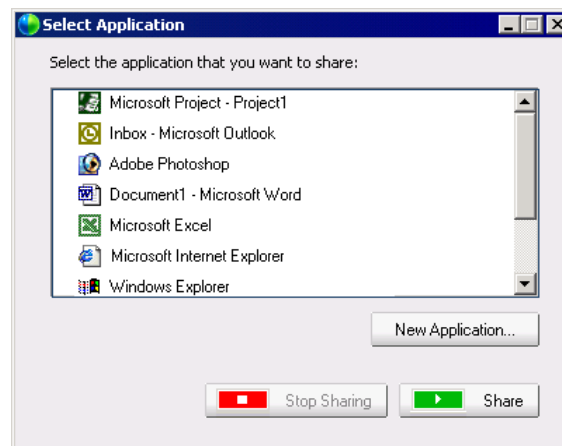 Select Application
Select the application that you want to share:
Microsoft Project - Project1
Inbox - Microsoft Outlook
Adobe Photoshop
Document1 - Microsoft Word
Microsoft Excel
Microsoft Internet Explorer
Windows Explorer
New Application...
Stop Sharing
Share